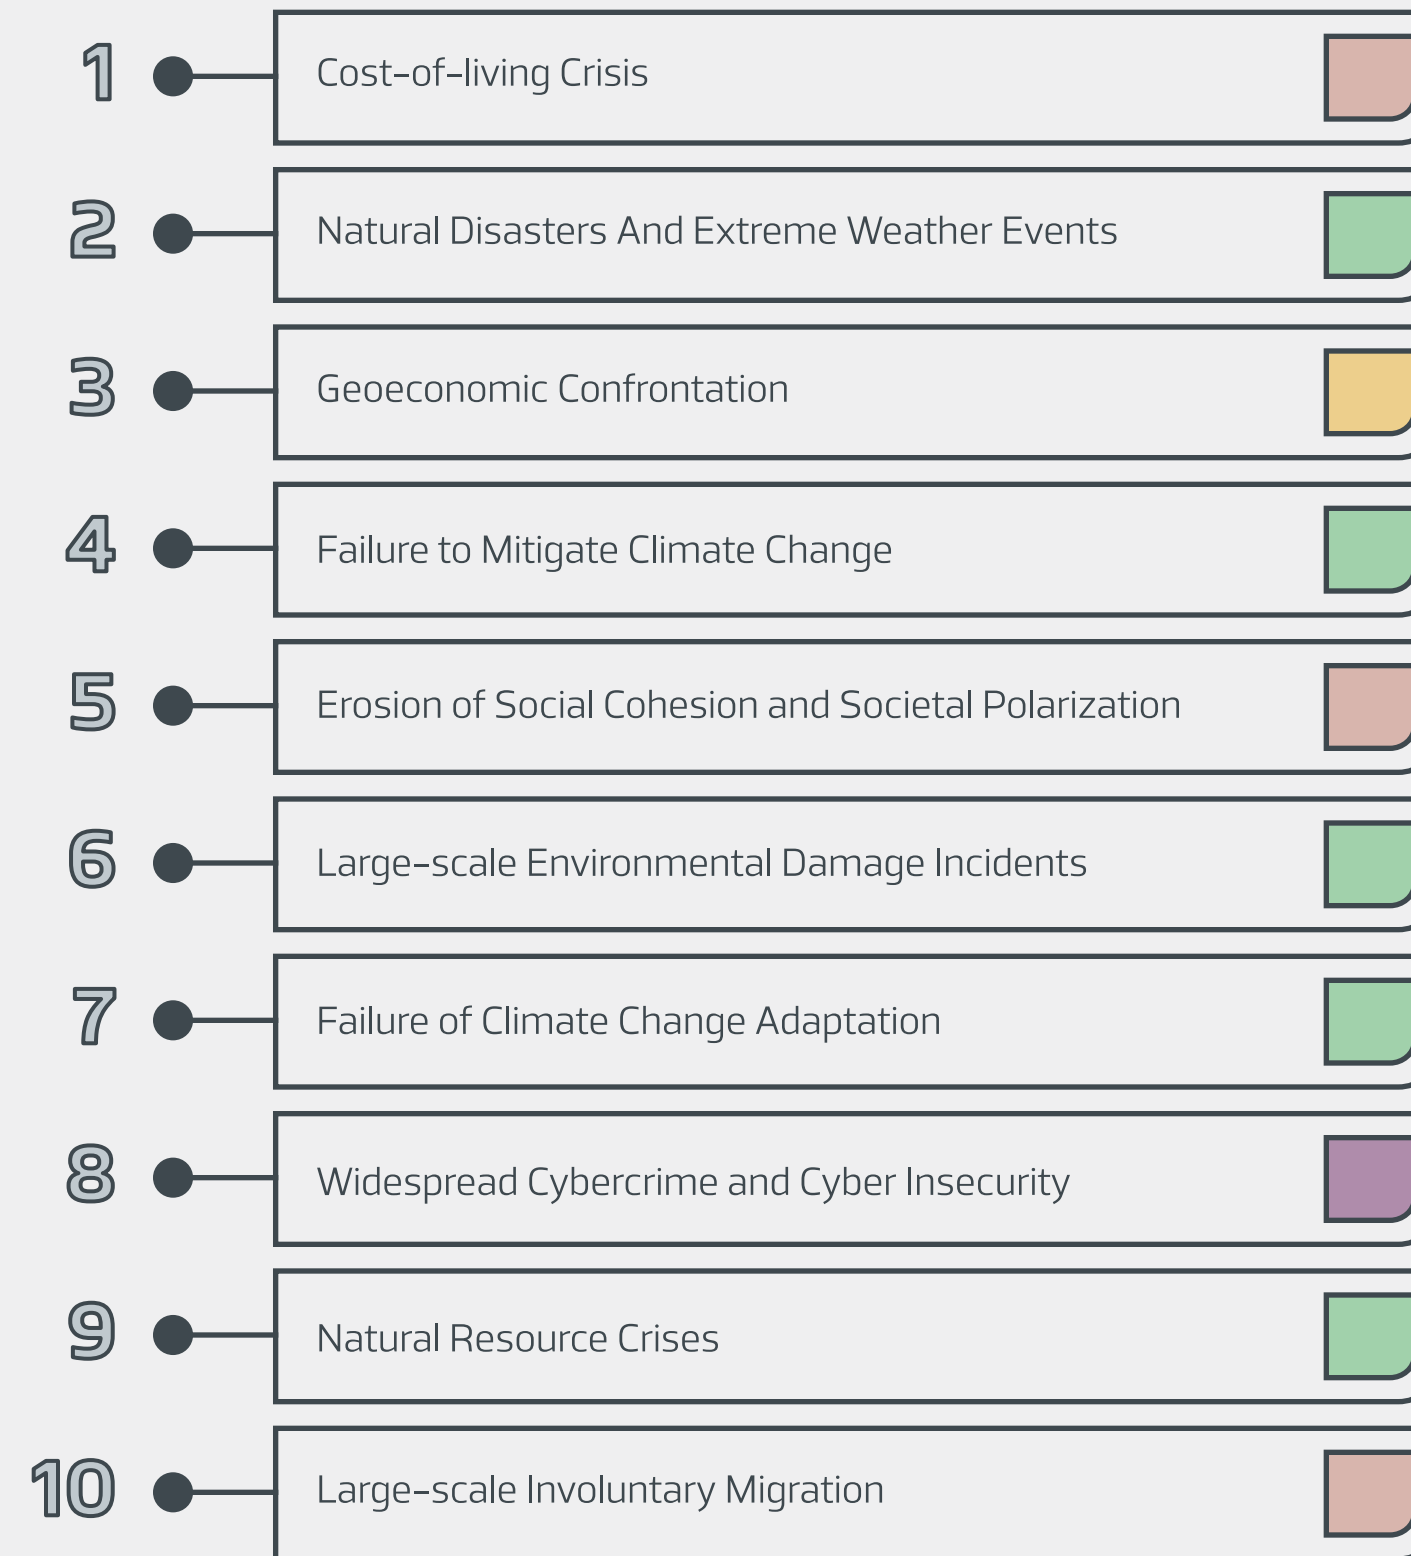 1 Cost-of-living Crisis
2 Natural Disasters And Extreme Weather Events
3 Geoeconomic Confrontation
4 Failure to Mitigate Climate Change
5 Erosion of Social Cohesion and Societal Polarization
6 Large-scale Environmental Damage Incidents
7 Failure of Climate Change Adaptation
8 Widespread Cybercrime and Cyber Insecurity
9 Natural Resource Crises
10 Large-scale Involuntary Migration